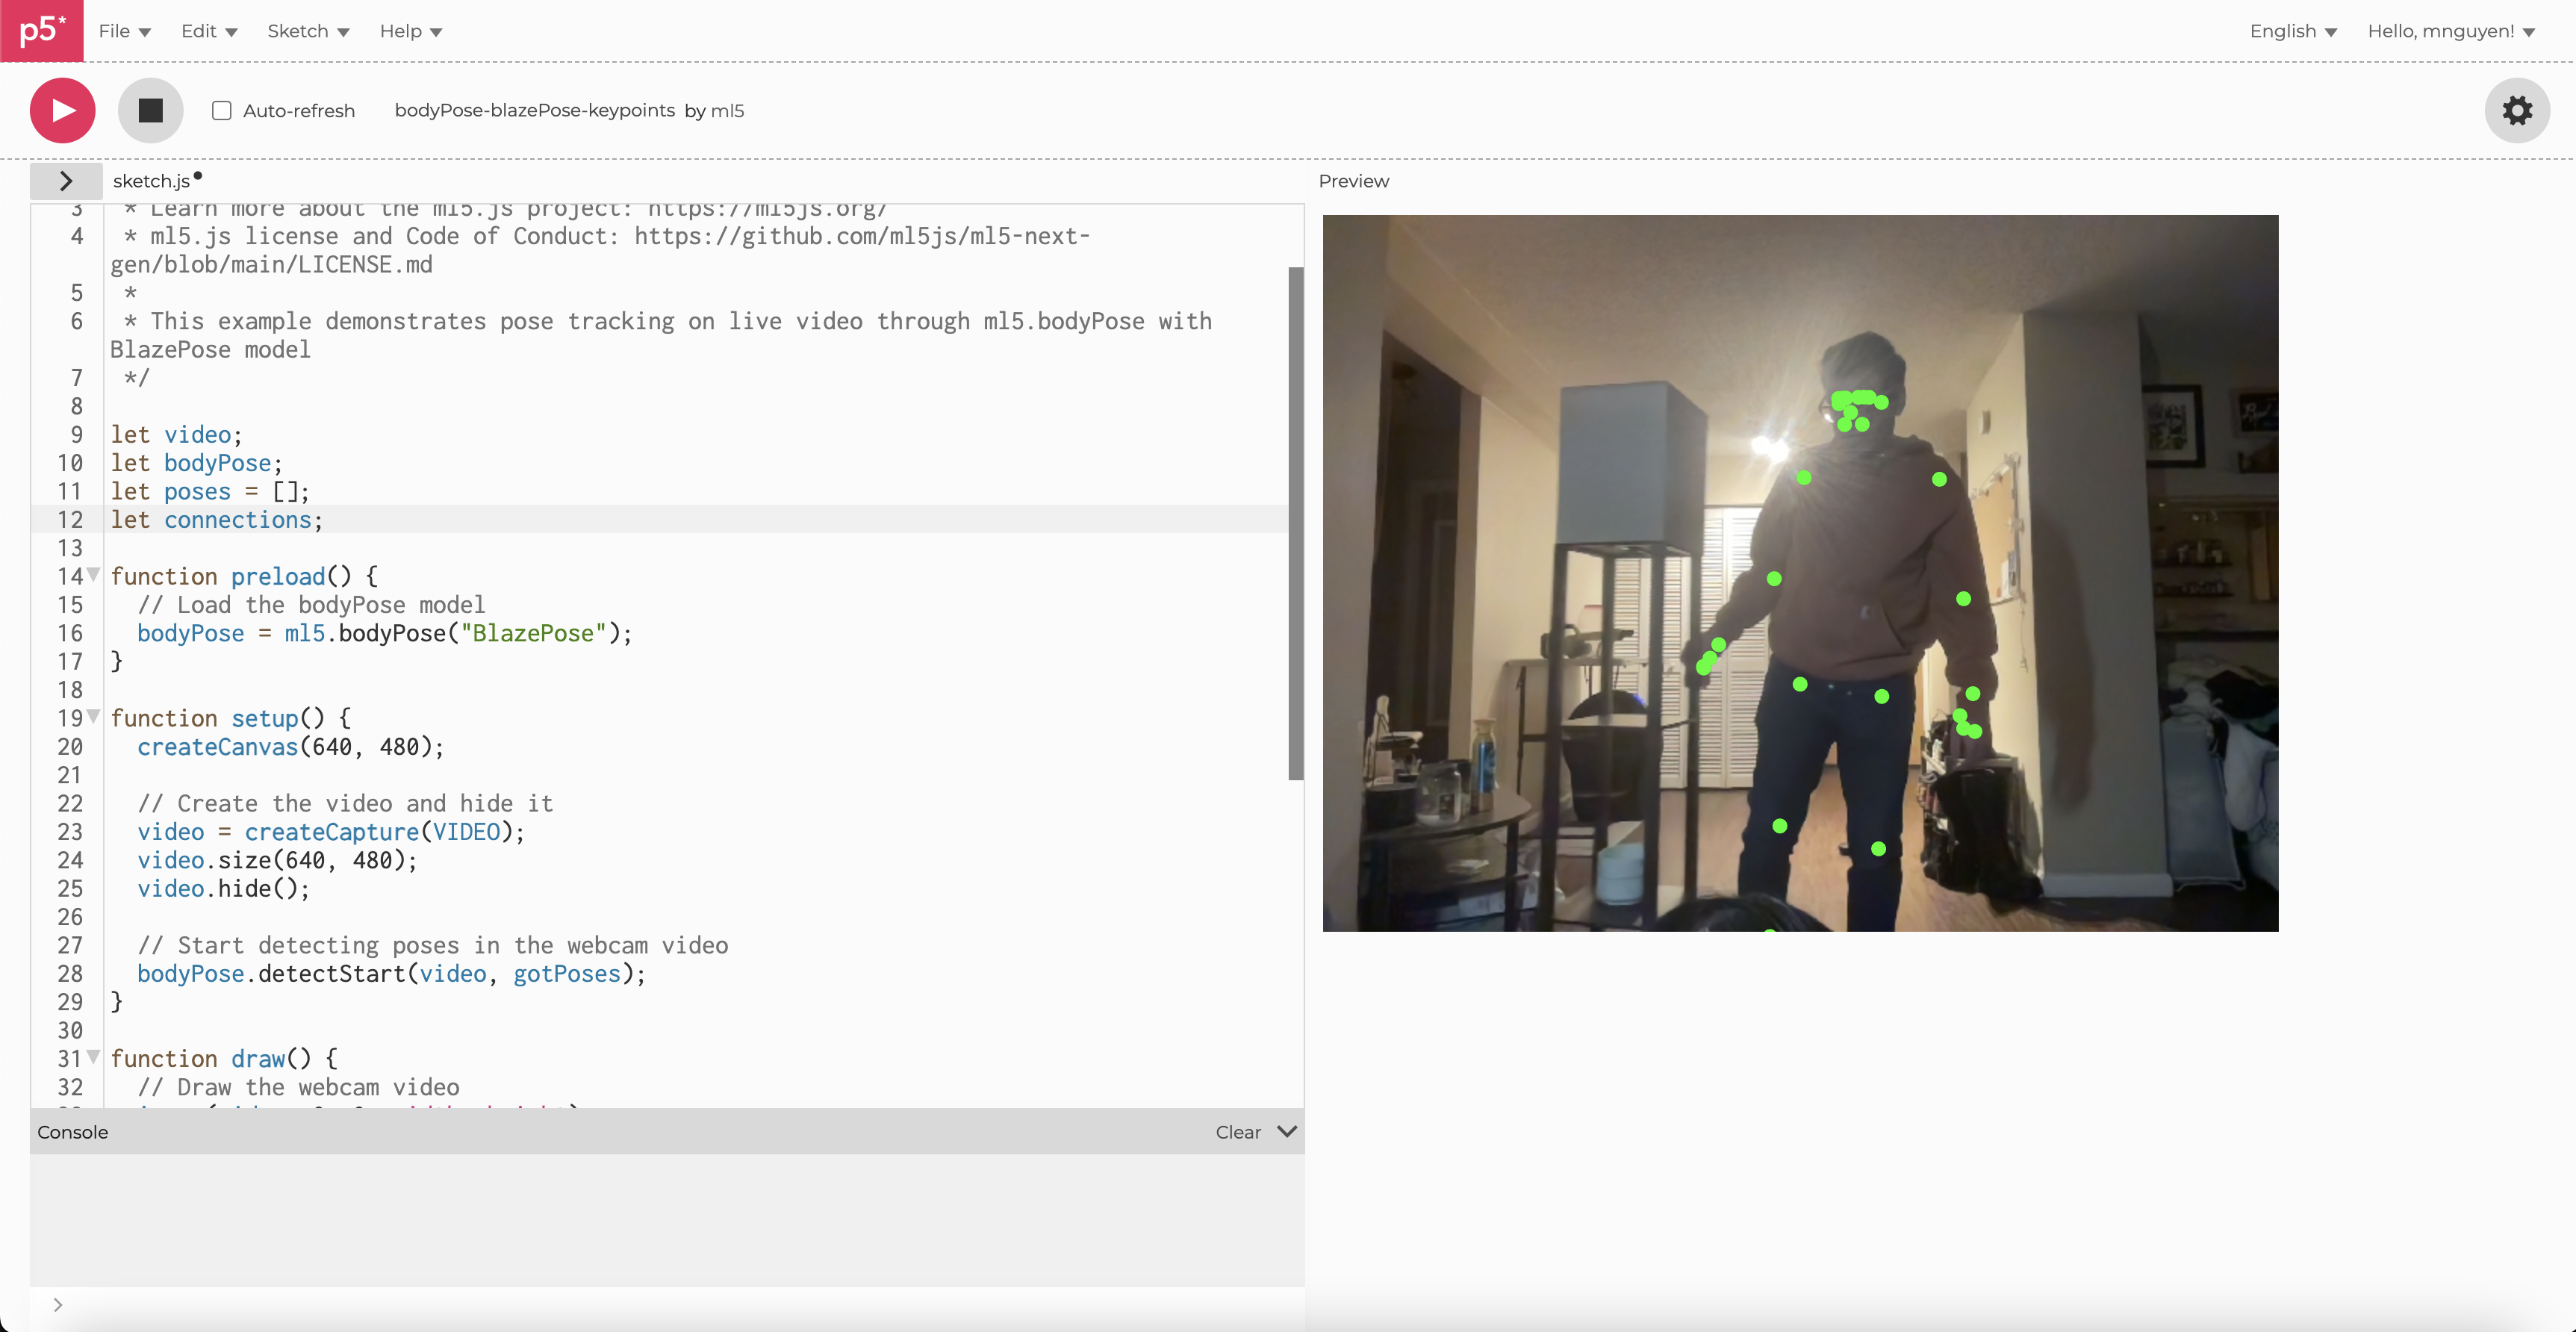 p5*
File Edit Sketch Help English Hello, mnguyen!
Auto-refresh bodyPose-blazePose-keypoints by ml5
sketch.js Preview
3 * Learn more about the ml5.js project: https://ml5js.org/
4 * ml5.js license and Code of Conduct: https://github.com/ml5js/ml5-next-
gen/blob/main/LICENSE.md
5 *
6 * This example demonstrates pose tracking on live video through ml5.bodyPose with
BlazePose model
7 */
8
9 let video;
10 let bodyPose;
11 let poses = [];
12 let connections;
13
14 function preload() {
15 // Load the bodyPose model
16 bodyPose = ml5.bodyPose("BlazePose");
17 }
18
19 function setup() {
20 createCanvas(640, 480);
21
22 // Create the video and hide it
23 video = createCapture(VIDEO);
24 video.size(640, 480);
25 video.hide();
26
27 // Start detecting poses in the webcam video
28 bodyPose.detectStart(video, gotPoses);
29 }
30
31 function draw() {
32 // Draw the webcam video
Console Clear
>